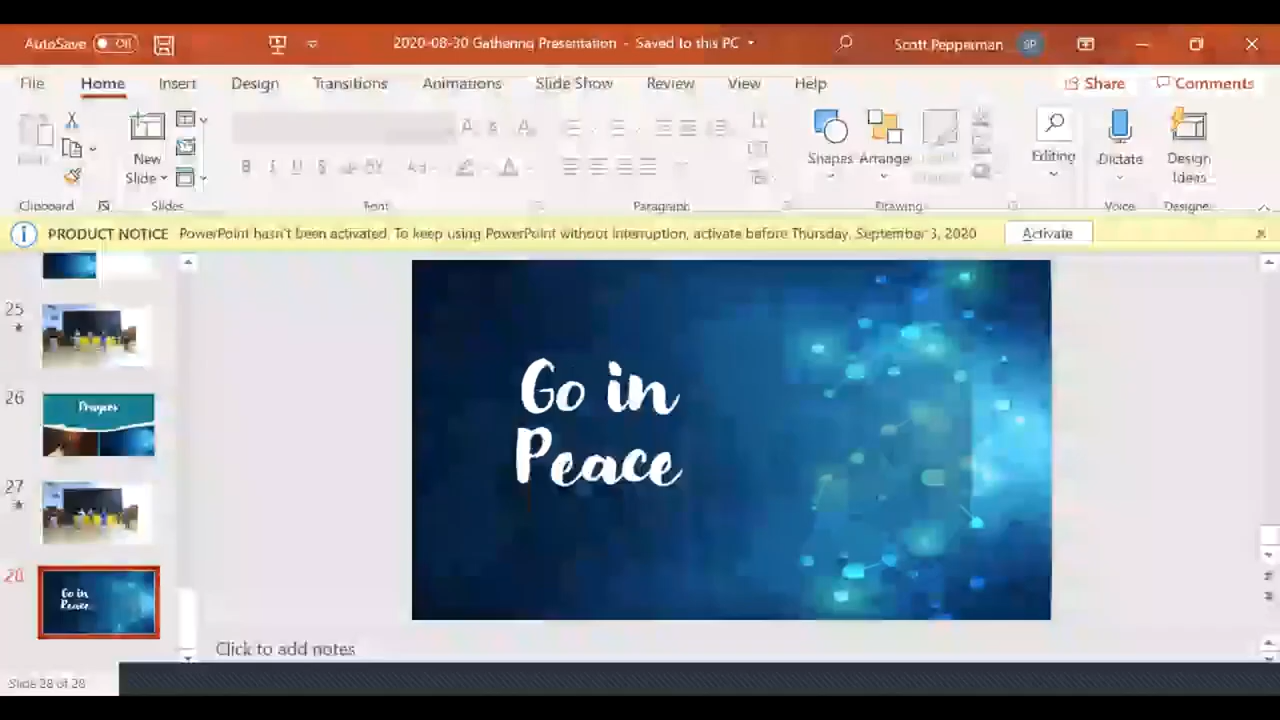 AutoSave Off 2020-08-30 Gathering Presentation - Saved to this PC Scott Pepperman SP
File Home Insert Design Transitions Animations Slide Show Review View Help Share Comments
New
Slide
Shapes Arrange Editing Dictate Design
Ideas
B I U S
Clipboard Slides Font Paragraph Drawing Voice Designe
PRODUCT NOTICE PowerPoint hasn't been activated. To keep using PowerPoint without interruption, activate before Thursday, September 3, 2020 Activate
25
26
Prayers
27
28
Go in
Peace
Go in
Peace
Click to add notes
Slide 28 of 28